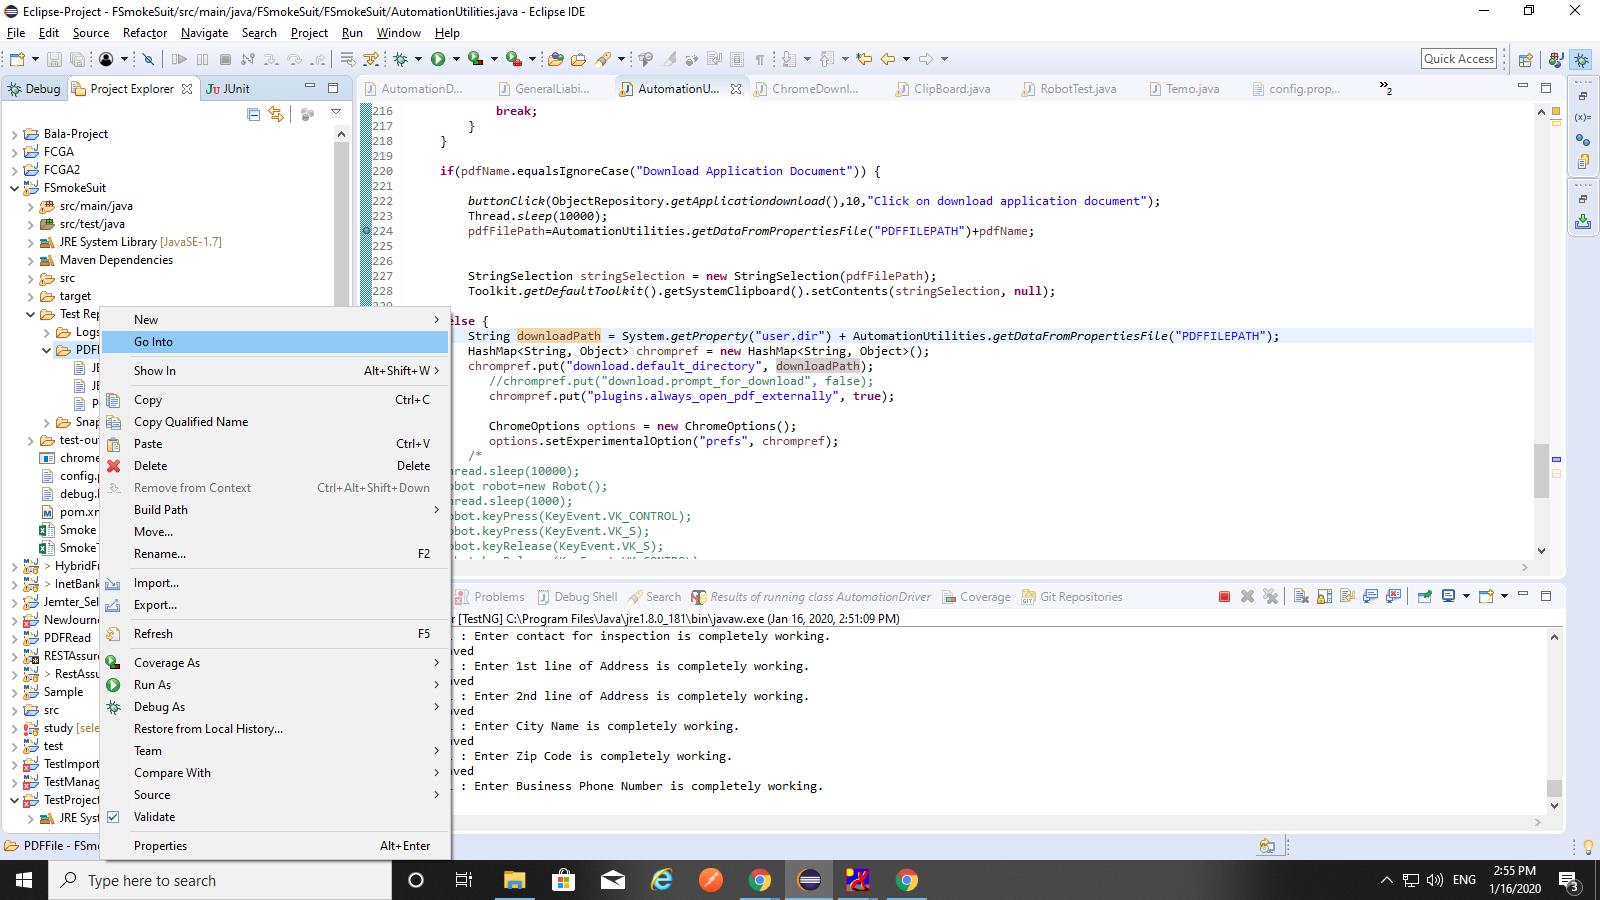 Eclipse-Project - FSmokeSuit/src/main/java/FSmokeSuit/FSmokeSuit/AutomationUtilities.java - Eclipse IDE
File Edit Source Refactor Navigate Search Project Run Window Help
Quick Access
Debug Project Explorer JUnit
AutomationD... GeneralLiabi... AutomationU... ChromeDownl... ClipBoard.java RobotTest.java Temo.java config.prop... »2
Bala-Project
FCGA
FCGA2
FSmokeSuit
src/main/java
src/test/java
JRE System Library [JavaSE-1.7]
Maven Dependencies
src
target
Test Rep
Logs
PDFI
JE
JE
P
Snap
test-ou
chrome
config.p
debug.l
pom.xm
Smoke
SmokeT
> HybridFr
> InetBank
Jemter_Sel
NewJourne
PDFRead
RESTAssur
> RestAssu
Sample
src
study [sele
test
TestImport
TestManag
TestProject
JRE Syst
New
Go Into
Show In Alt+Shift+W >
Copy Ctrl+C
Copy Qualified Name
Paste Ctrl+V
Delete Delete
Remove from Context Ctrl+Alt+Shift+Down
Build Path
Move...
Rename... F2
Import...
Export...
Refresh F5
Coverage As
Run As
Debug As
Restore from Local History...
Team
Compare With
Source
Validate
Properties Alt+Enter
216 break;
217 }
218 }
219
220 if(pdfName.equalsIgnoreCase("Download Application Document")) {
221
222 buttonClick(ObjectRepository.getApplicationdownload(),10,"Click on download application document");
223 Thread.sleep(10000);
224 pdfFilePath=AutomationUtilities.getDataFromPropertiesFile("PDFFILEPATH")+pdfName;
225
226
227 StringSelection stringSelection = new StringSelection(pdfFilePath);
228 Toolkit.getDefaultToolkit().getSystemClipboard().setContents(stringSelection, null);
229
else {
String downloadPath = System.getProperty("user.dir") + AutomationUtilities.getDataFromPropertiesFile("PDFFILEPATH");
HashMap<String, Object> chrompref = new HashMap<String, Object>();
chrompref.put("download.default_directory", downloadPath);
//chrompref.put("download.prompt_for_download", false);
chrompref.put("plugins.always_open_pdf_externally", true);
ChromeOptions options = new ChromeOptions();
options.setExperimentalOption("prefs", chrompref);
/*
hread.sleep(10000);
obot robot=new Robot();
hread.sleep(1000);
obot.keyPress(KeyEvent.VK_CONTROL);
obot.keyPress(KeyEvent.VK_S);
obot.keyRelease(KeyEvent.VK_S);
Problems Debug Shell Search Results of running class AutomationDriver Coverage Git Repositories
r [TestNG] C:\Program Files\Java\jre1.8.0_181\bin\javaw.exe (Jan 16, 2020, 2:51:09 PM)
. : Enter contact for inspection is completely working.
aved
. : Enter 1st line of Address is completely working.
aved
. : Enter 2nd line of Address is completely working.
aved
. : Enter City Name is completely working.
aved
. : Enter Zip Code is completely working.
aved
. : Enter Business Phone Number is completely working.
PDFFile - FSmo
Type here to search
ENG
2:55 PM
1/16/2020
3